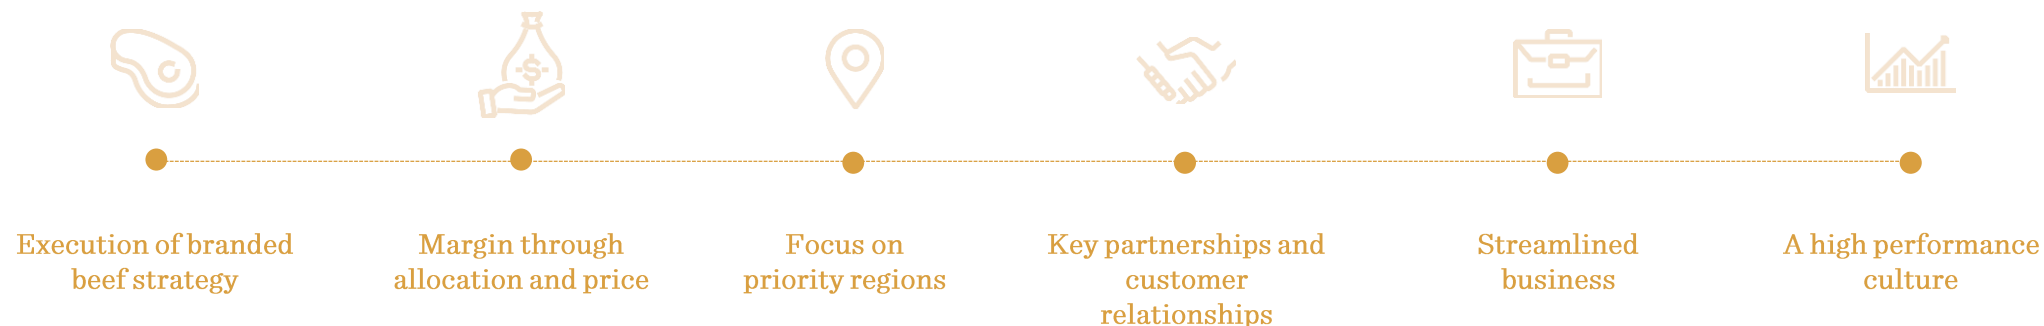 Execution of branded
beef strategy
Margin through
allocation and price
Focus on
priority regions
Key partnerships and
customer
relationships
Streamlined
business
A high performance
culture